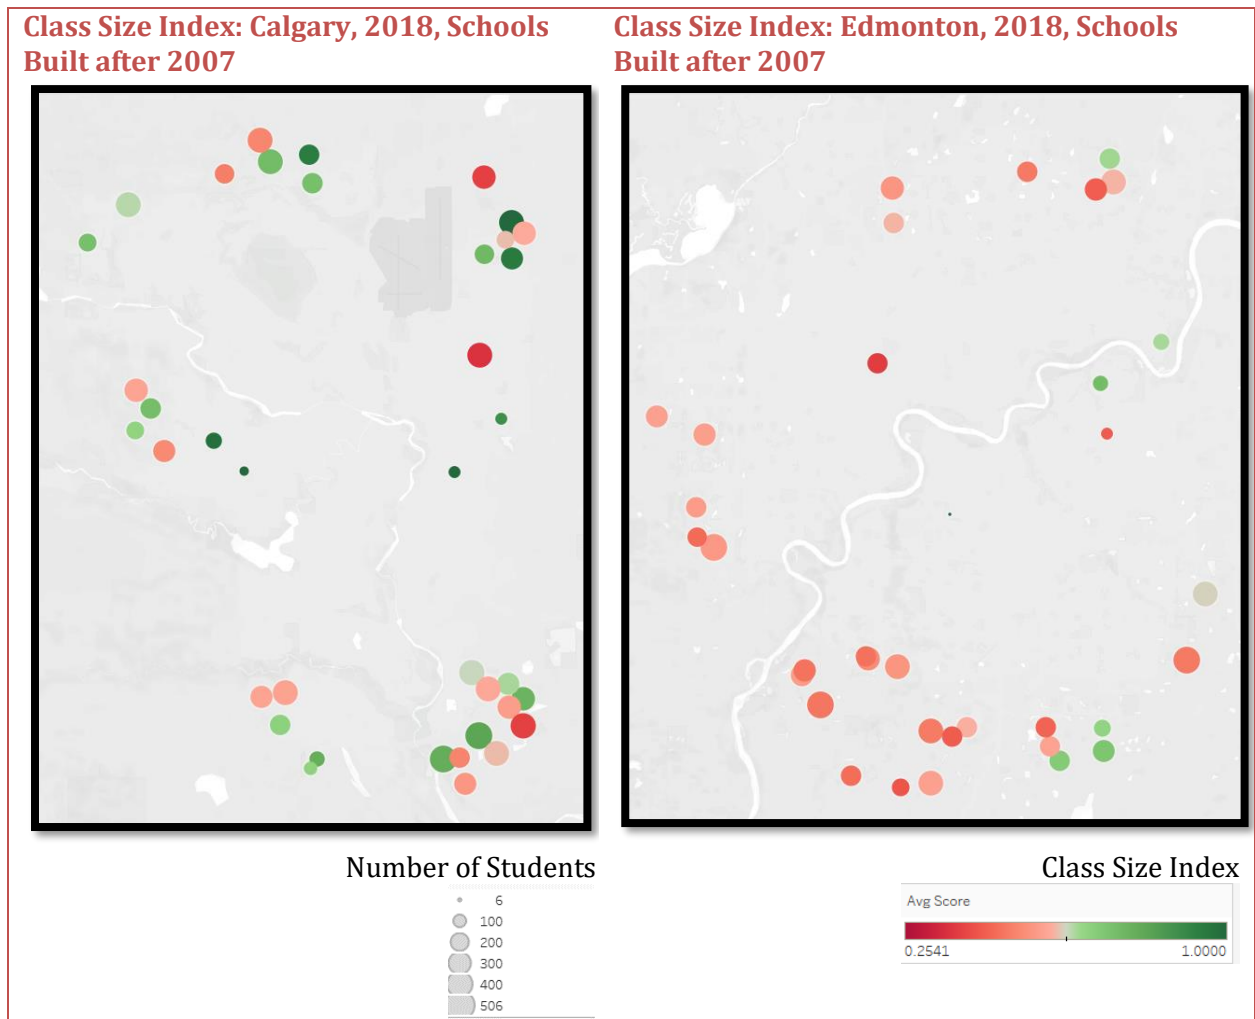 Class Size Index: Calgary, 2018, Schools
Built after 2007
Class Size Index: Edmonton, 2018, Schools
Built after 2007
Number of Students
6
100
200
300
400
506
Class Size Index
Avg Score
0.2541 1.0000